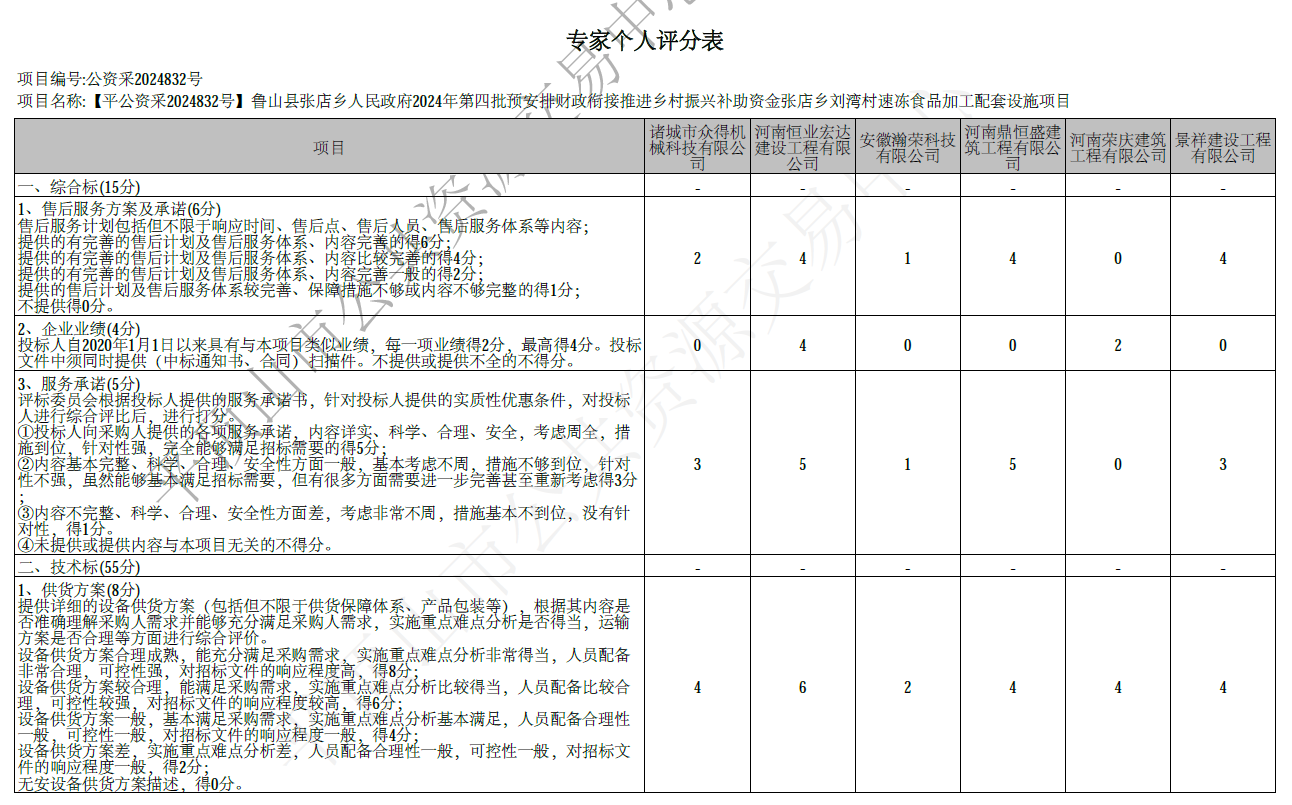 专家个人评分表
项目编号:公资采2024832号
项目名称:【平公资采2024832号】鲁山县张店乡人民政府2024年第四批预安排财政衔接推进乡村振兴补助资金张店乡刘湾村速冻食品加工配套设施项目
项目
诸城市众得机
械科技有限公
司
河南恒业宏达
建设工程有限
公司
安徽瀚荣科技
有限公司
河南鼎恒盛建
筑工程有限公
司
河南荣庆建筑
工程有限公司
景祥建设工程
有限公司
一、综合标(15分) - - - - - -
1、售后服务方案及承诺(6分)
售后服务计划包括但不限于响应时间、售后点、售后人员、售后服务体系等内容；
提供的有完善的售后计划及售后服务体系、内容完善的得6分；
提供的有完善的售后计划及售后服务体系、内容比较完善的得4分；
提供的有完善的售后计划及售后服务体系、内容完善一般的得2分；
提供的售后计划及售后服务体系较完善、保障措施不够或内容不够完整的得1分；
不提供得0分。
2 4 1 4 0 4
2、企业业绩(4分)
投标人自2020年1月1日以来具有与本项目类似业绩，每一项业绩得2分，最高得4分。投标
文件中须同时提供（中标通知书、合同）扫描件。不提供或提供不全的不得分。
0 4 0 0 2 0
3、服务承诺(5分)
评标委员会根据投标人提供的服务承诺书，针对投标人提供的实质性优惠条件，对投标
人进行综合评比后，进行打分。
①投标人向采购人提供的各项服务承诺，内容详实、科学、合理、安全，考虑周全，措
施到位，针对性强，完全能够满足招标需要的得5分；
②内容基本完整、科学、合理、安全性方面一般，基本考虑不周，措施不够到位，针对
性不强，虽然能够基本满足招标需要，但有很多方面需要进一步完善甚至重新考虑得3分
；
③内容不完整、科学、合理、安全性方面差，考虑非常不周，措施基本不到位，没有针
对性，得1分。
④未提供或提供内容与本项目无关的不得分。
3 5 1 5 0 3
二、技术标(55分) - - - - - -
1、供货方案(8分)
提供详细的设备供货方案（包括但不限于供货保障体系、产品包装等），根据其内容是
否准确理解采购人需求并能够充分满足采购人需求，实施重点难点分析是否得当，运输
方案是否合理等方面进行综合评价。
设备供货方案合理成熟，能充分满足采购需求，实施重点难点分析非常得当，人员配备
非常合理，可控性强，对招标文件的响应程度高，得8分；
设备供货方案较合理，能满足采购需求，实施重点难点分析比较得当，人员配备比较合
理，可控性较强，对招标文件的响应程度较高，得6分；
设备供货方案一般，基本满足采购需求，实施重点难点分析基本满足，人员配备合理性
一般，可控性一般，对招标文件的响应程度一般，得4分；
设备供货方案差，实施重点难点分析差，人员配备合理性一般，可控性一般，对招标文
件的响应程度一般，得2分；
无安设备供货方案描述，得0分。
4 6 2 4 4 4
平顶山市公共资源交易中心